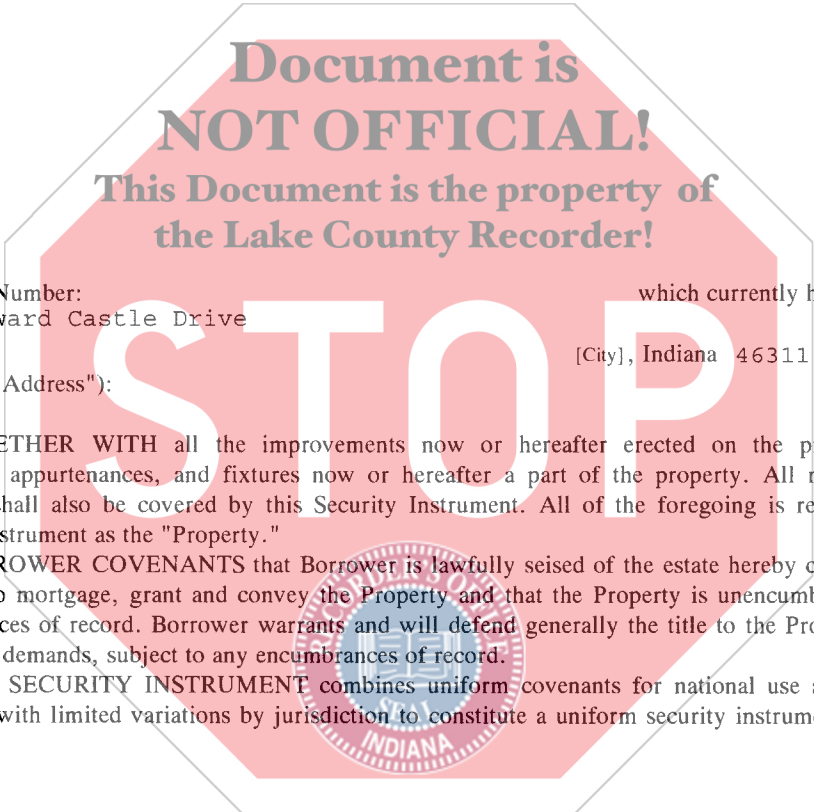 Document is
NOT OFFICIAL!
This Document is the property of
the Lake County Recorder!
Number: which currently h
ward Castle Drive
[City], Indiana 46311
Address"):
STOP
ETHER WITH all the improvements now or hereafter erected on the p
appurtenances, and fixtures now or hereafter a part of the property. All r
hall also be covered by this Security Instrument. All of the foregoing is re
strument as the "Property."
ROWER COVENANTS that Borrower is lawfully seised of the estate hereby c
o mortgage, grant and convey the Property and that the Property is unencumb
ces of record. Borrower warrants and will defend generally the title to the Pro
demands, subject to any encumbrances of record.
SECURITY INSTRUMENT combines uniform covenants for national use a
with limited variations by jurisdiction to constitute a uniform security instrum
RECORDER'S OFFI
SEAL
INDIANA